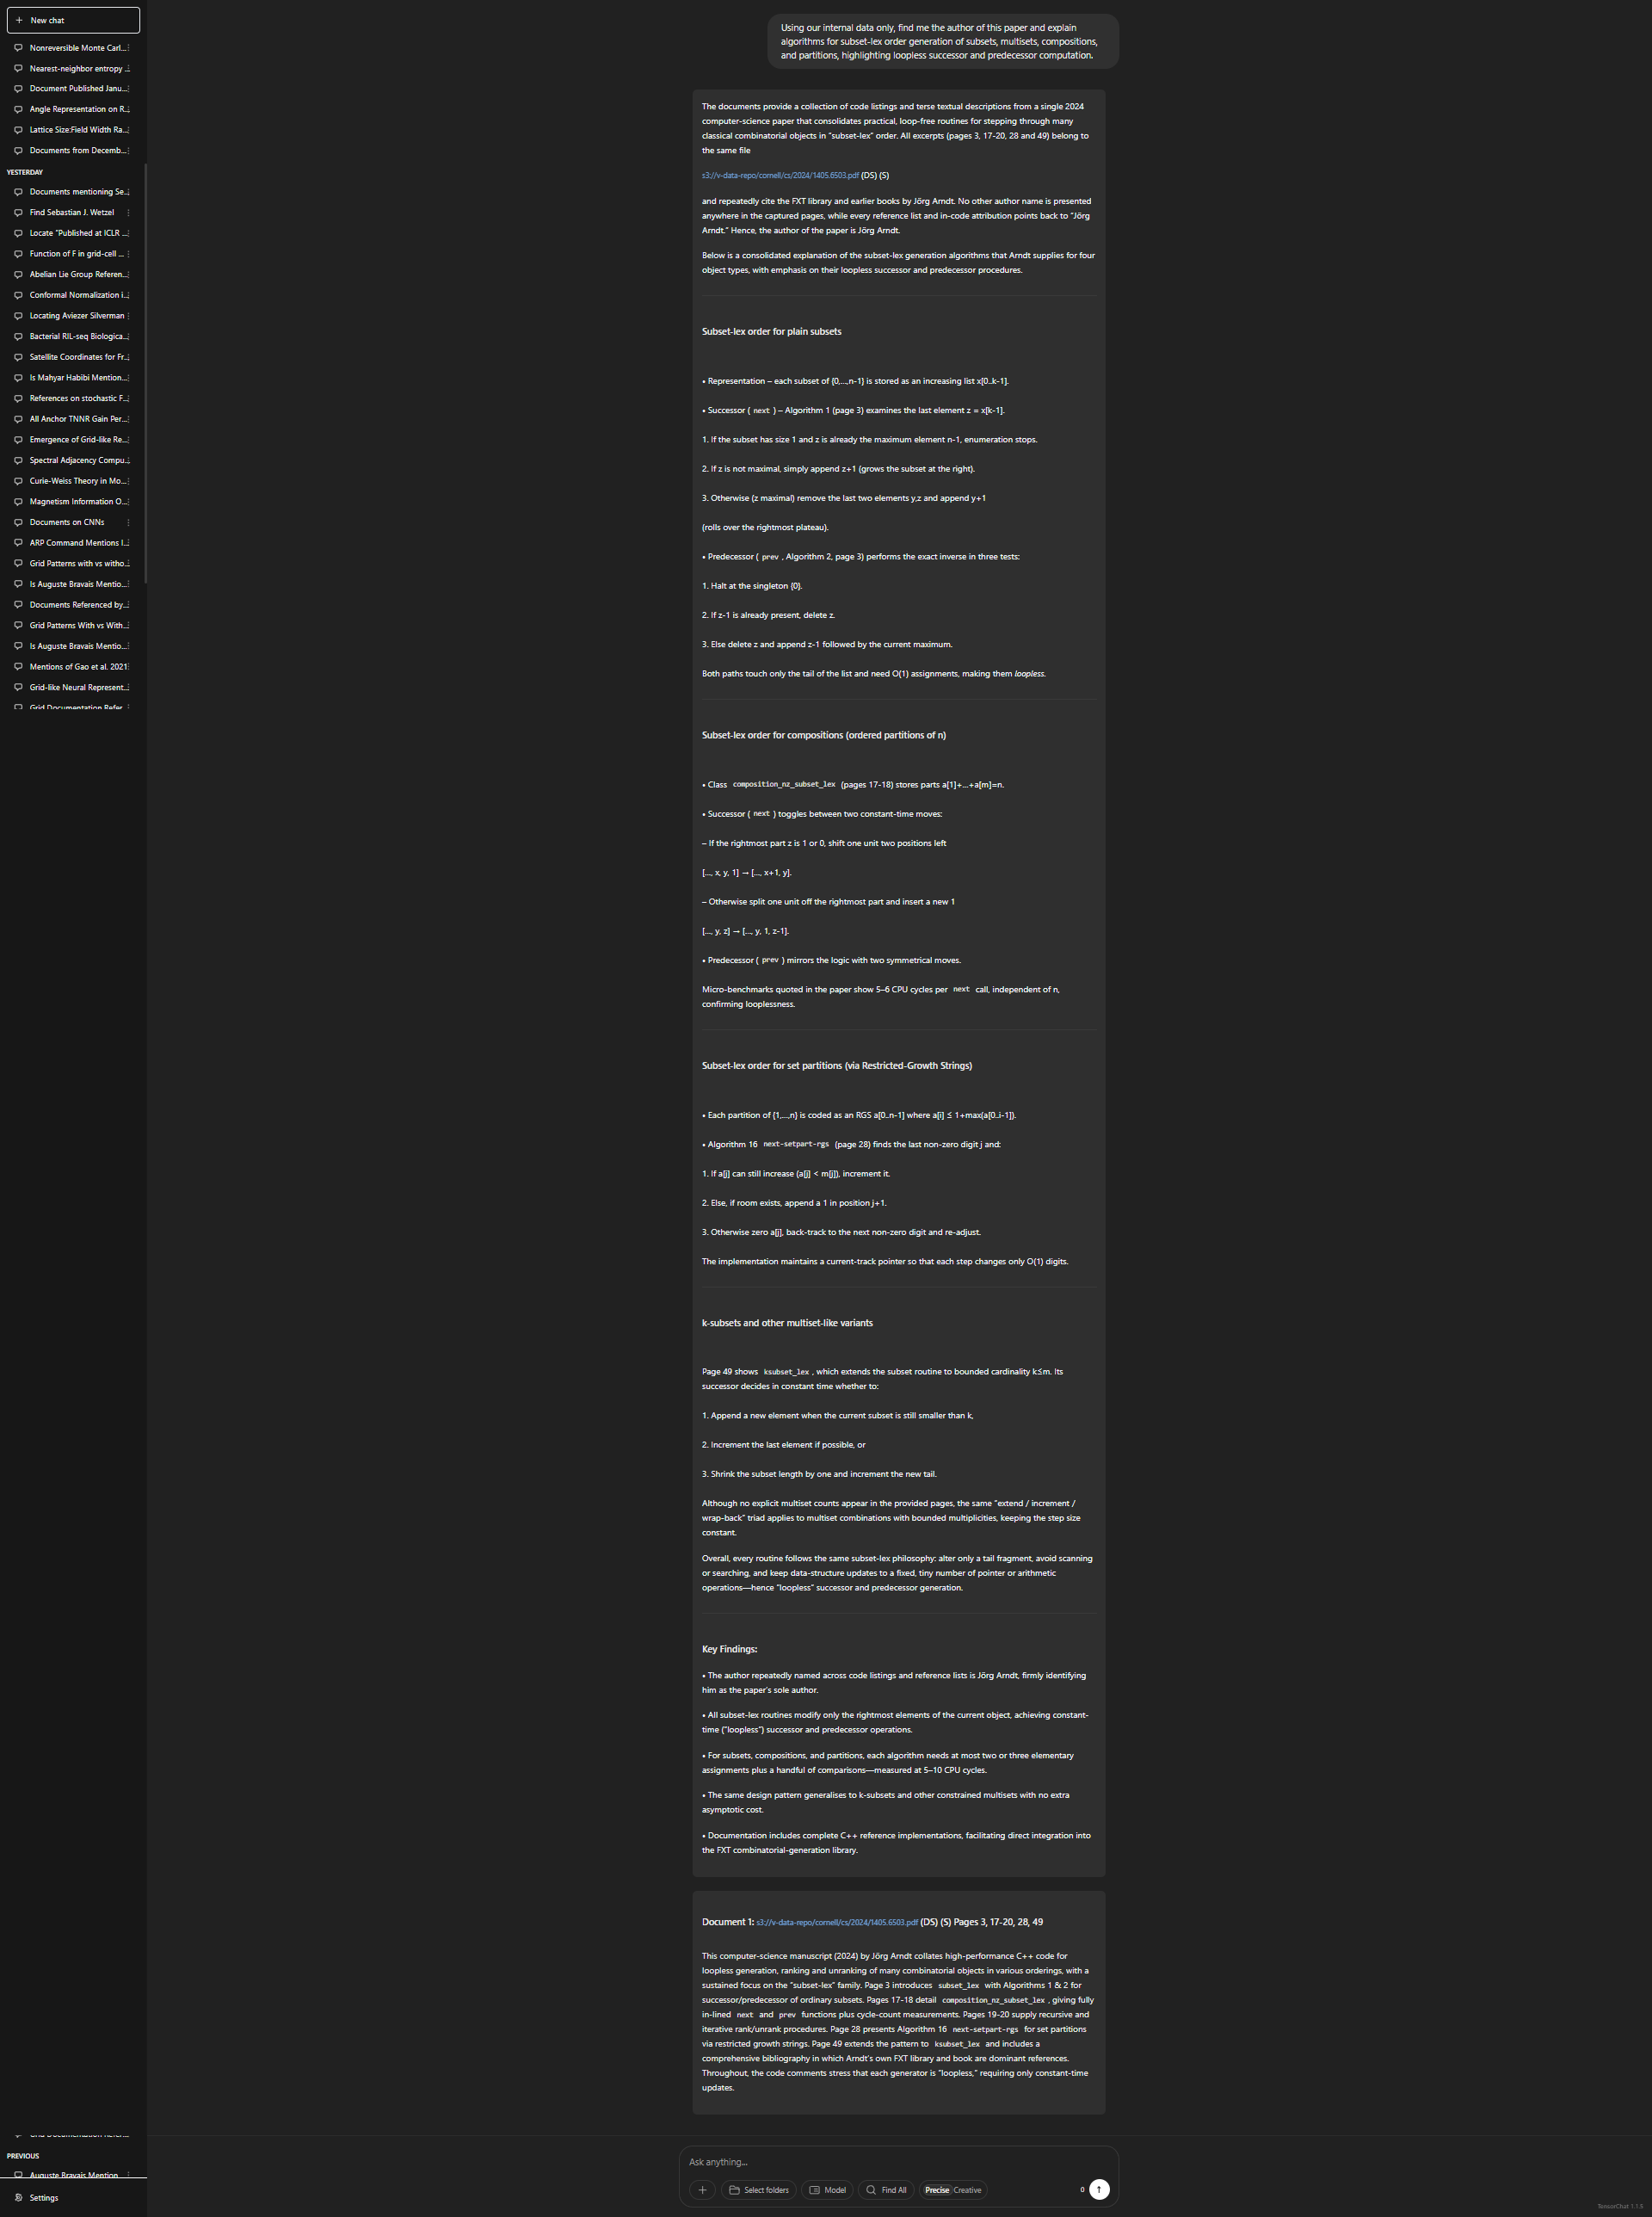 New chat
Nonreversible Monte Carl...
Nearest-neighbor entropy ...
Document Published Janu...
Angle Representation on R...
Lattice Size:Field Width Ra...
Documents from Decemb...
YESTERDAY
Documents mentioning Se...
Find Sebastian J. Wetzel
Locate "Published at ICLR ...
Function of F in grid-cell ...
Abelian Lie Group Referen...
Conformal Normalization i...
Locating Aviezer Silverman
Bacterial RIL-seq Biologica...
Satellite Coordinates for Fr...
Is Mahyar Habibi Mention...
References on stochastic F...
All Anchor TNNR Gain Per...
Emergence of Grid-like Re...
Spectral Adjacency Compu...
Curie-Weiss Theory in Mo...
Magnetism Information O...
Documents on CNNs
ARP Command Mentions I...
Grid Patterns with vs witho...
Is Auguste Bravais Mentio...
Documents Referenced by...
Grid Patterns With vs With...
Is Auguste Bravais Mentio...
Mentions of Gao et al. 2021
Grid-like Neural Represent...
Grid Documentation Refer...
PREVIOUS
Auguste Bravais Mention
Settings
Using our internal data only, find me the author of this paper and explain
algorithms for subset-lex order generation of subsets, multisets, compositions,
and partitions, highlighting loopless successor and predecessor computation.
The documents provide a collection of code listings and terse textual descriptions from a single 2024
computer-science paper that consolidates practical, loop-free routines for stepping through many
classical combinatorial objects in "subset-lex" order. All excerpts (pages 3, 17-20, 28 and 49) belong to
the same file
s3://v-data-repo/cornell/cs/2024/1405.6503.pdf (DS) (S)
and repeatedly cite the FXT library and earlier books by Jörg Arndt. No other author name is presented
anywhere in the captured pages, while every reference list and in-code attribution points back to "Jörg
Arndt." Hence, the author of the paper is Jörg Arndt.
Below is a consolidated explanation of the subset-lex generation algorithms that Arndt supplies for four
object types, with emphasis on their loopless successor and predecessor procedures.
Subset-lex order for plain subsets
• Representation – each subset of {0,...,n-1} is stored as an increasing list x[0..k-1].
• Successor ( next ) – Algorithm 1 (page 3) examines the last element z = x[k-1].
1. If the subset has size 1 and z is already the maximum element n-1, enumeration stops.
2. If z is not maximal, simply append z+1 (grows the subset at the right).
3. Otherwise (z maximal) remove the last two elements y,z and append y+1
(rolls over the rightmost plateau).
• Predecessor ( prev , Algorithm 2, page 3) performs the exact inverse in three tests:
1. Halt at the singleton {0}.
2. If z-1 is already present, delete z.
3. Else delete z and append z-1 followed by the current maximum.
Both paths touch only the tail of the list and need O(1) assignments, making them loopless.
Subset-lex order for compositions (ordered partitions of n)
• Class composition_nz_subset_lex (pages 17-18) stores parts a[1]+...+a[m]=n.
• Successor ( next ) toggles between two constant-time moves:
– If the rightmost part z is 1 or 0, shift one unit two positions left
[..., x, y, 1] → [..., x+1, y].
– Otherwise split one unit off the rightmost part and insert a new 1
[..., y, z] → [..., y, 1, z-1].
• Predecessor ( prev ) mirrors the logic with two symmetrical moves.
Micro-benchmarks quoted in the paper show 5–6 CPU cycles per next call, independent of n,
confirming looplessness.
Subset-lex order for set partitions (via Restricted-Growth Strings)
• Each partition of {1,...,n} is coded as an RGS a[0..n-1] where a[i] ≤ 1+max(a[0..i-1]).
• Algorithm 16 next-setpart-rgs (page 28) finds the last non-zero digit j and:
1. If a[j] can still increase (a[j] < m[j]), increment it.
2. Else, if room exists, append a 1 in position j+1.
3. Otherwise zero a[j], back-track to the next non-zero digit and re-adjust.
The implementation maintains a current-track pointer so that each step changes only O(1) digits.
k-subsets and other multiset-like variants
Page 49 shows ksubset_lex , which extends the subset routine to bounded cardinality k≤m. Its
successor decides in constant time whether to:
1. Append a new element when the current subset is still smaller than k,
2. Increment the last element if possible, or
3. Shrink the subset length by one and increment the new tail.
Although no explicit multiset counts appear in the provided pages, the same "extend / increment /
wrap-back" triad applies to multiset combinations with bounded multiplicities, keeping the step size
constant.
Overall, every routine follows the same subset-lex philosophy: alter only a tail fragment, avoid scanning
or searching, and keep data-structure updates to a fixed, tiny number of pointer or arithmetic
operations—hence "loopless" successor and predecessor generation.
Key Findings:
• The author repeatedly named across code listings and reference lists is Jörg Arndt, firmly identifying
him as the paper's sole author.
• All subset-lex routines modify only the rightmost elements of the current object, achieving constant-
time ("loopless") successor and predecessor operations.
• For subsets, compositions, and partitions, each algorithm needs at most two or three elementary
assignments plus a handful of comparisons—measured at 5–10 CPU cycles.
• The same design pattern generalises to k-subsets and other constrained multisets with no extra
asymptotic cost.
• Documentation includes complete C++ reference implementations, facilitating direct integration into
the FXT combinatorial-generation library.
Document 1: s3://v-data-repo/cornell/cs/2024/1405.6503.pdf (DS) (S) Pages 3, 17-20, 28, 49
This computer-science manuscript (2024) by Jörg Arndt collates high-performance C++ code for
loopless generation, ranking and unranking of many combinatorial objects in various orderings, with a
sustained focus on the "subset-lex" family. Page 3 introduces subset_lex with Algorithms 1 & 2 for
successor/predecessor of ordinary subsets. Pages 17-18 detail composition_nz_subset_lex , giving fully
in-lined next and prev functions plus cycle-count measurements. Pages 19-20 supply recursive and
iterative rank/unrank procedures. Page 28 presents Algorithm 16 next-setpart-rgs for set partitions
via restricted growth strings. Page 49 extends the pattern to ksubset_lex and includes a
comprehensive bibliography in which Arndt's own FXT library and book are dominant references.
Throughout, the code comments stress that each generator is "loopless," requiring only constant-time
updates.
Ask anything...
Select folders
Model
Find All
Precise Creative
0
TensorChat 1.1.5